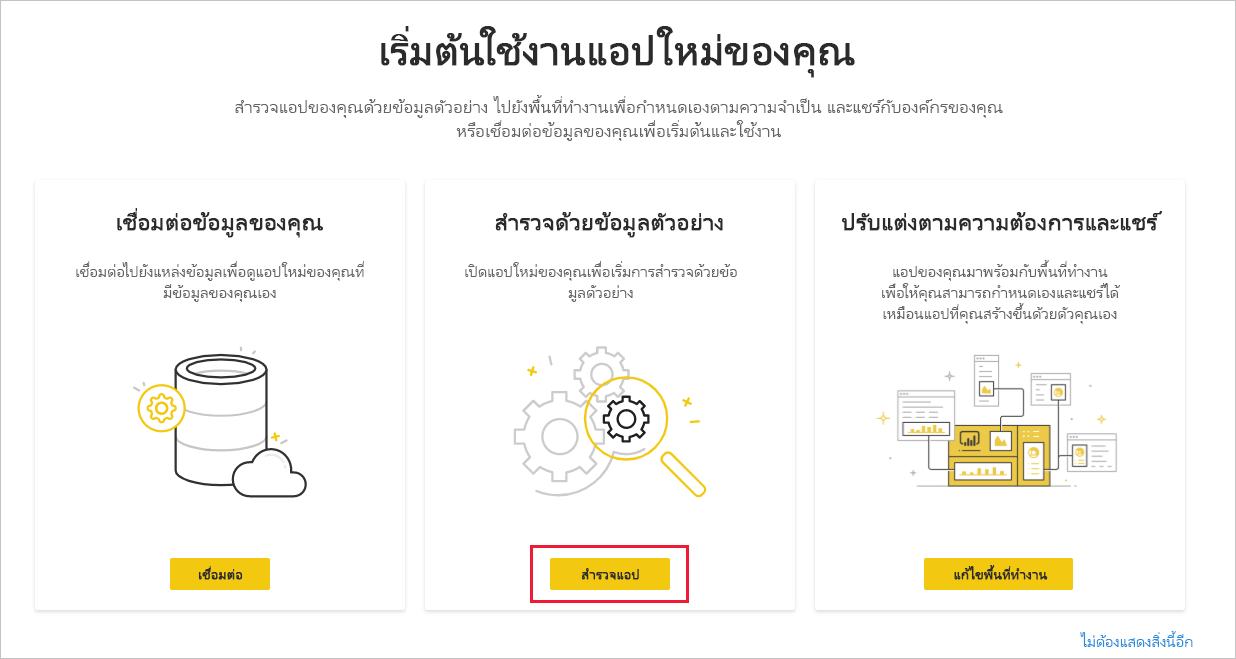 เริ่มต้นใช้งานแอปใหม่ของคุณ
สำรวจแอปของคุณด้วยข้อมูลตัวอย่าง ไปยังพื้นที่ทำงานเพื่อกำหนดเองตามความจำเป็น และแชร์กับองค์กรของคุณ
หรือเชื่อมต่อข้อมูลของคุณเพื่อเริ่มต้นและใช้งาน
เชื่อมต่อข้อมูลของคุณ
เชื่อมต่อไปยังแหล่งข้อมูลเพื่อดูแอปใหม่ของคุณที่
มีข้อมูลของคุณเอง
เชื่อมต่อ
สำรวจด้วยข้อมูลตัวอย่าง
เปิดแอปใหม่ของคุณเพื่อเริ่มการสำรวจด้วยข้อ
มูลตัวอย่าง
สำรวจแอป
ปรับแต่งตามความต้องการและแชร์
แอปของคุณมาพร้อมกับพื้นที่ทำงาน
เพื่อให้คุณสามารถกำหนดเองและแชร์ได้
เหมือนแอปที่คุณสร้างขึ้นด้วยตัวคุณเอง
แก้ไขพื้นที่ทำงาน
ไม่ต้องแสดงสิ่งนี้อีก